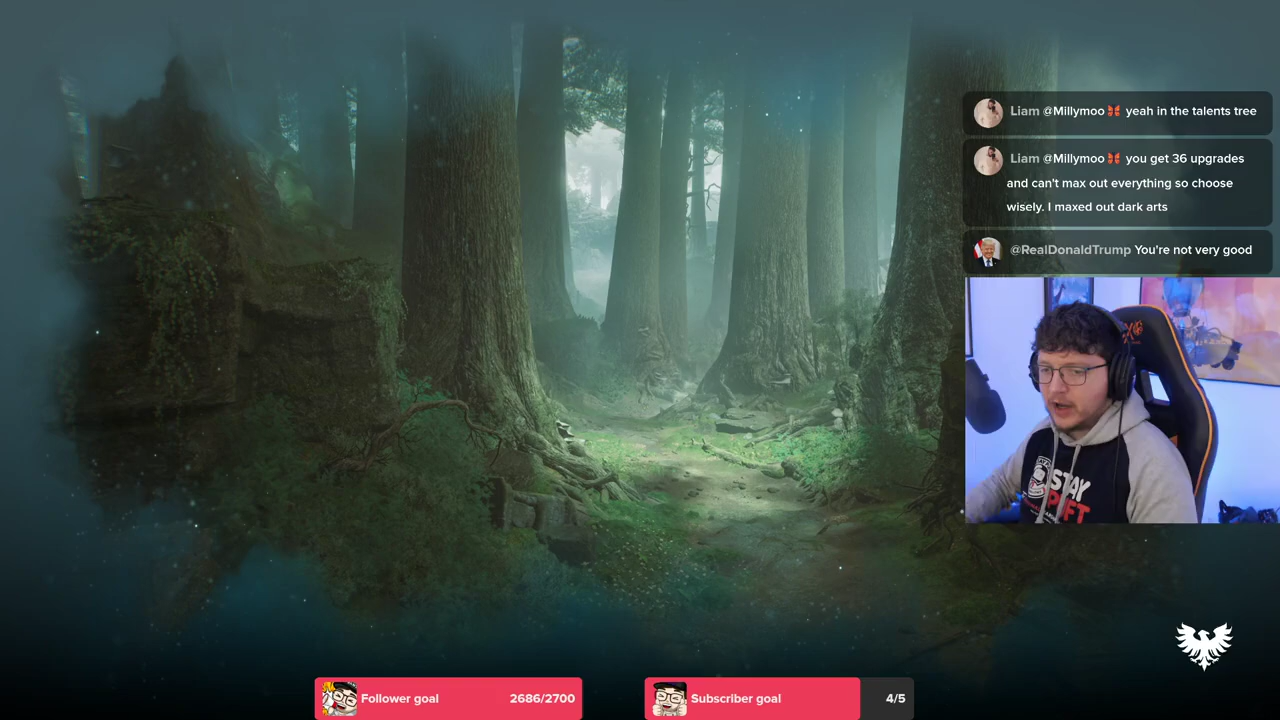 Liam @Millymoo🦋 yeah in the talents tree
Liam @Millymoo🦋 you get 36 upgrades
and can't max out everything so choose
wisely. I maxed out dark arts
@RealDonaldTrump You're not very good
STAY
Follower goal 2686/2700
Subscriber goal 4/5